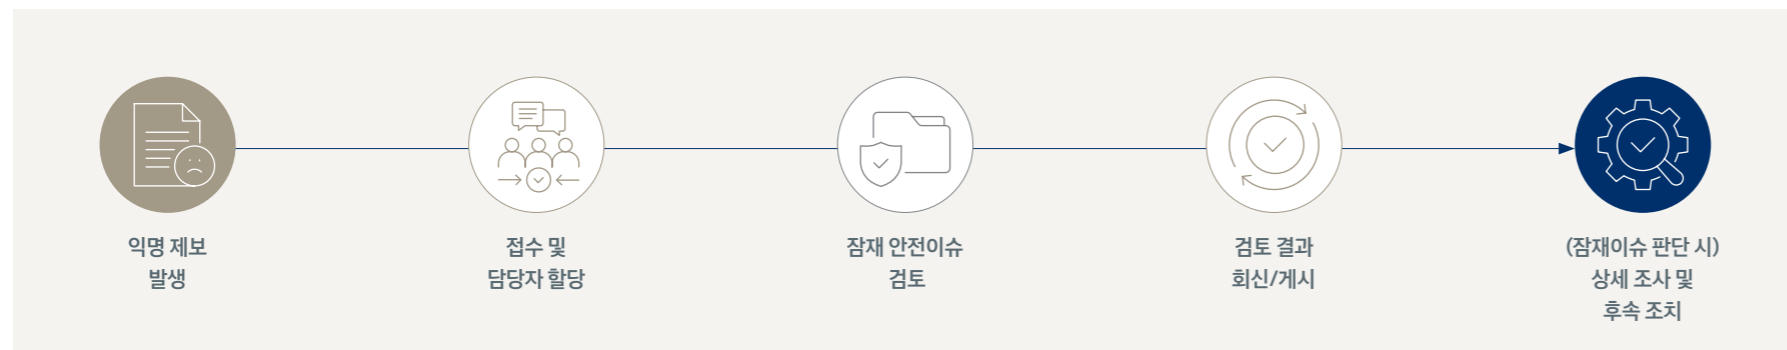 익명 제보
발생
접수 및
담당자 할당
잠재 안전이슈
검토
검토 결과
회신/게시
(잠재이슈 판단 시)
상세 조사 및
후속 조치